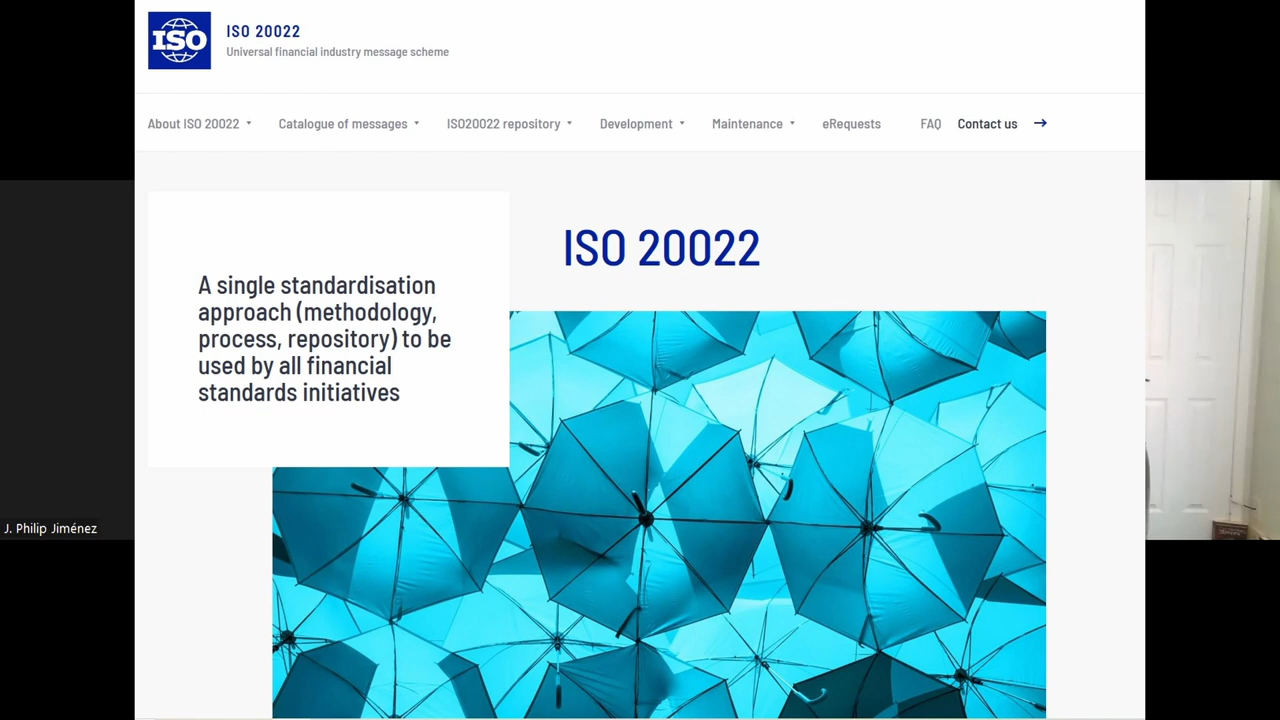 ISO
ISO 20022
Universal financial industry message scheme
About ISO 20022
Catalogue of messages
ISO20022 repository
Development
Maintenance
eRequests
FAQ
Contact us
ISO 20022
A single standardisation
approach (methodology,
process, repository) to be
used by all financial
standards initiatives
J. Philip Jiménez